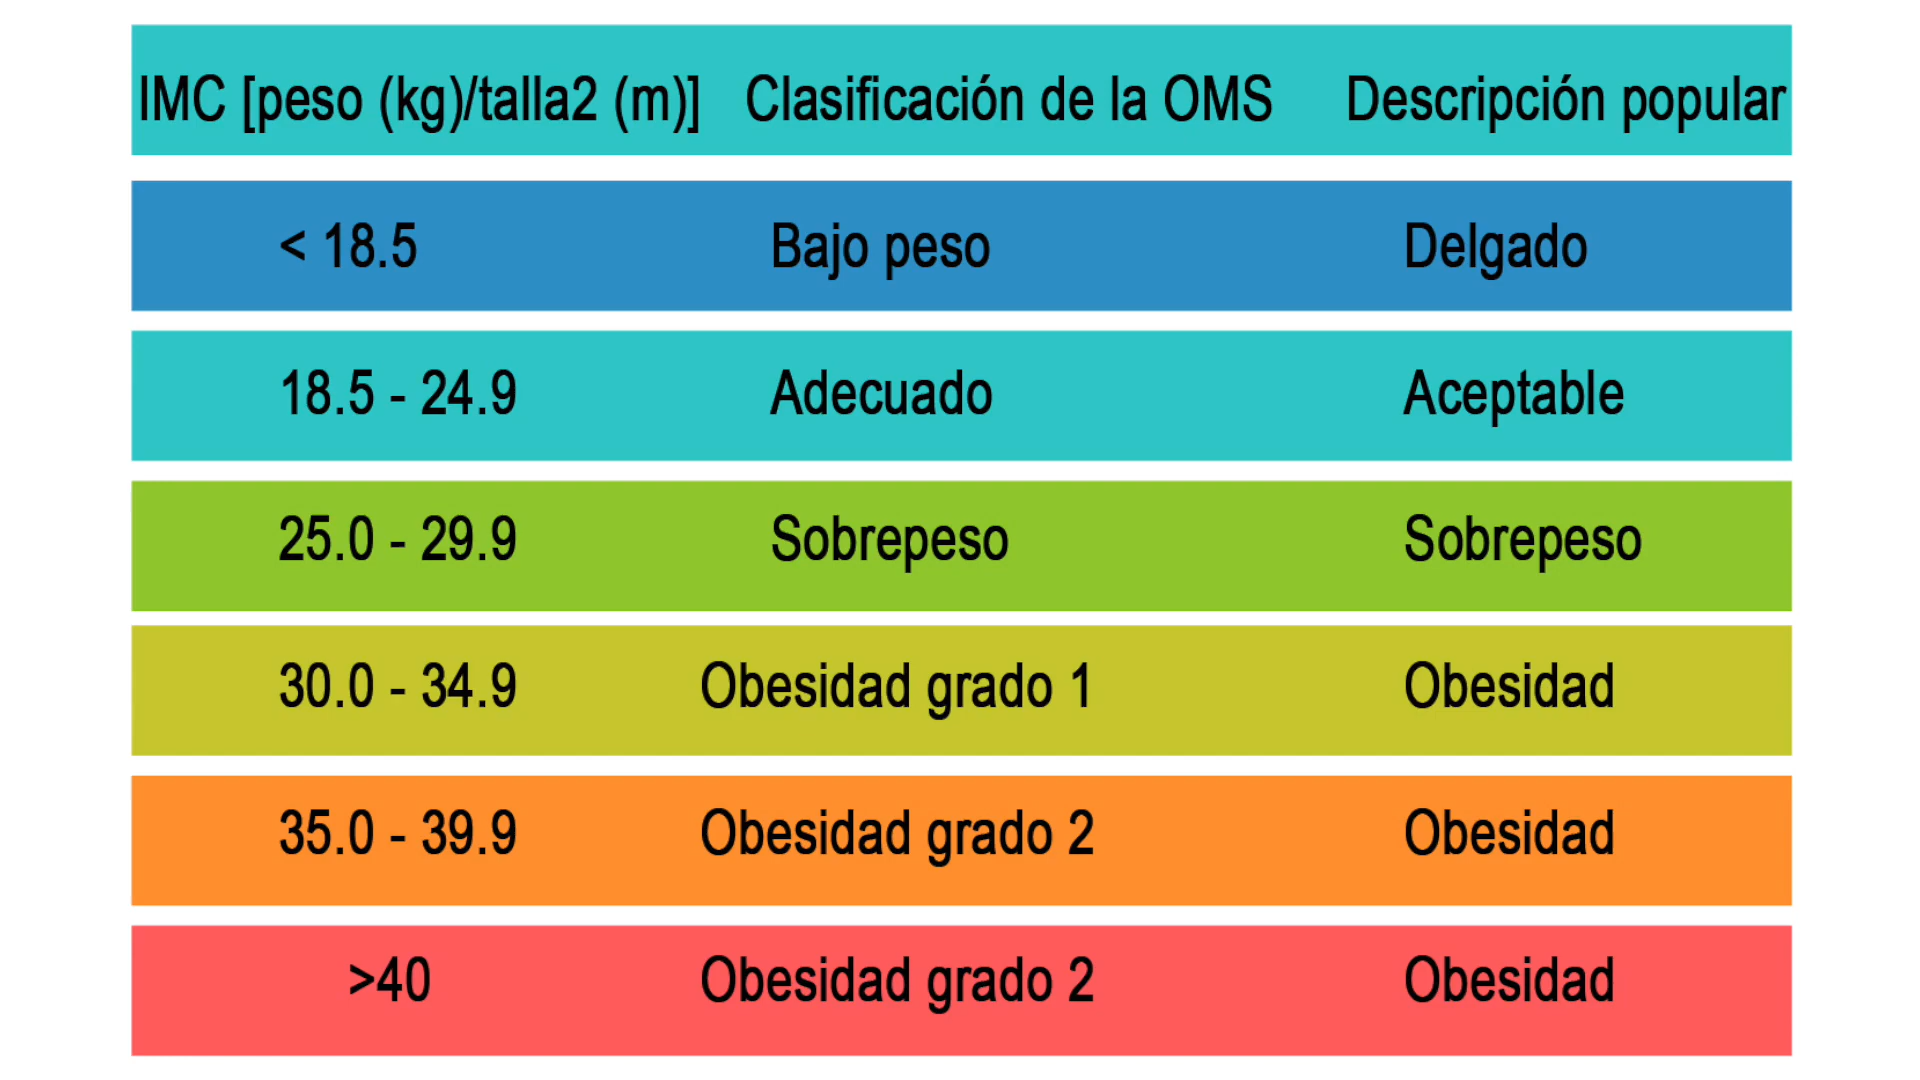 IMC [peso (kg)/talla2 (m)] Clasificación de la OMS Descripción popular
< 18.5 Bajo peso Delgado
18.5 - 24.9 Adecuado Aceptable
25.0 - 29.9 Sobrepeso Sobrepeso
30.0 - 34.9 Obesidad grado 1 Obesidad
35.0 - 39.9 Obesidad grado 2 Obesidad
>40 Obesidad grado 2 Obesidad